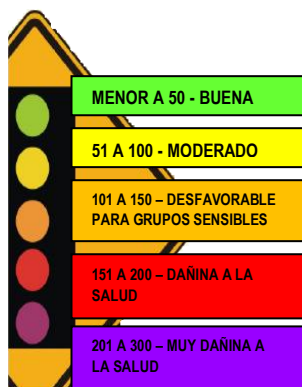 MENOR A 50 - BUENA
51 A 100 - MODERADO
101 A 150 – DESFAVORABLE
PARA GRUPOS SENSIBLES
151 A 200 – DAÑINA A LA
SALUD
201 A 300 – MUY DAÑINA A
LA SALUD